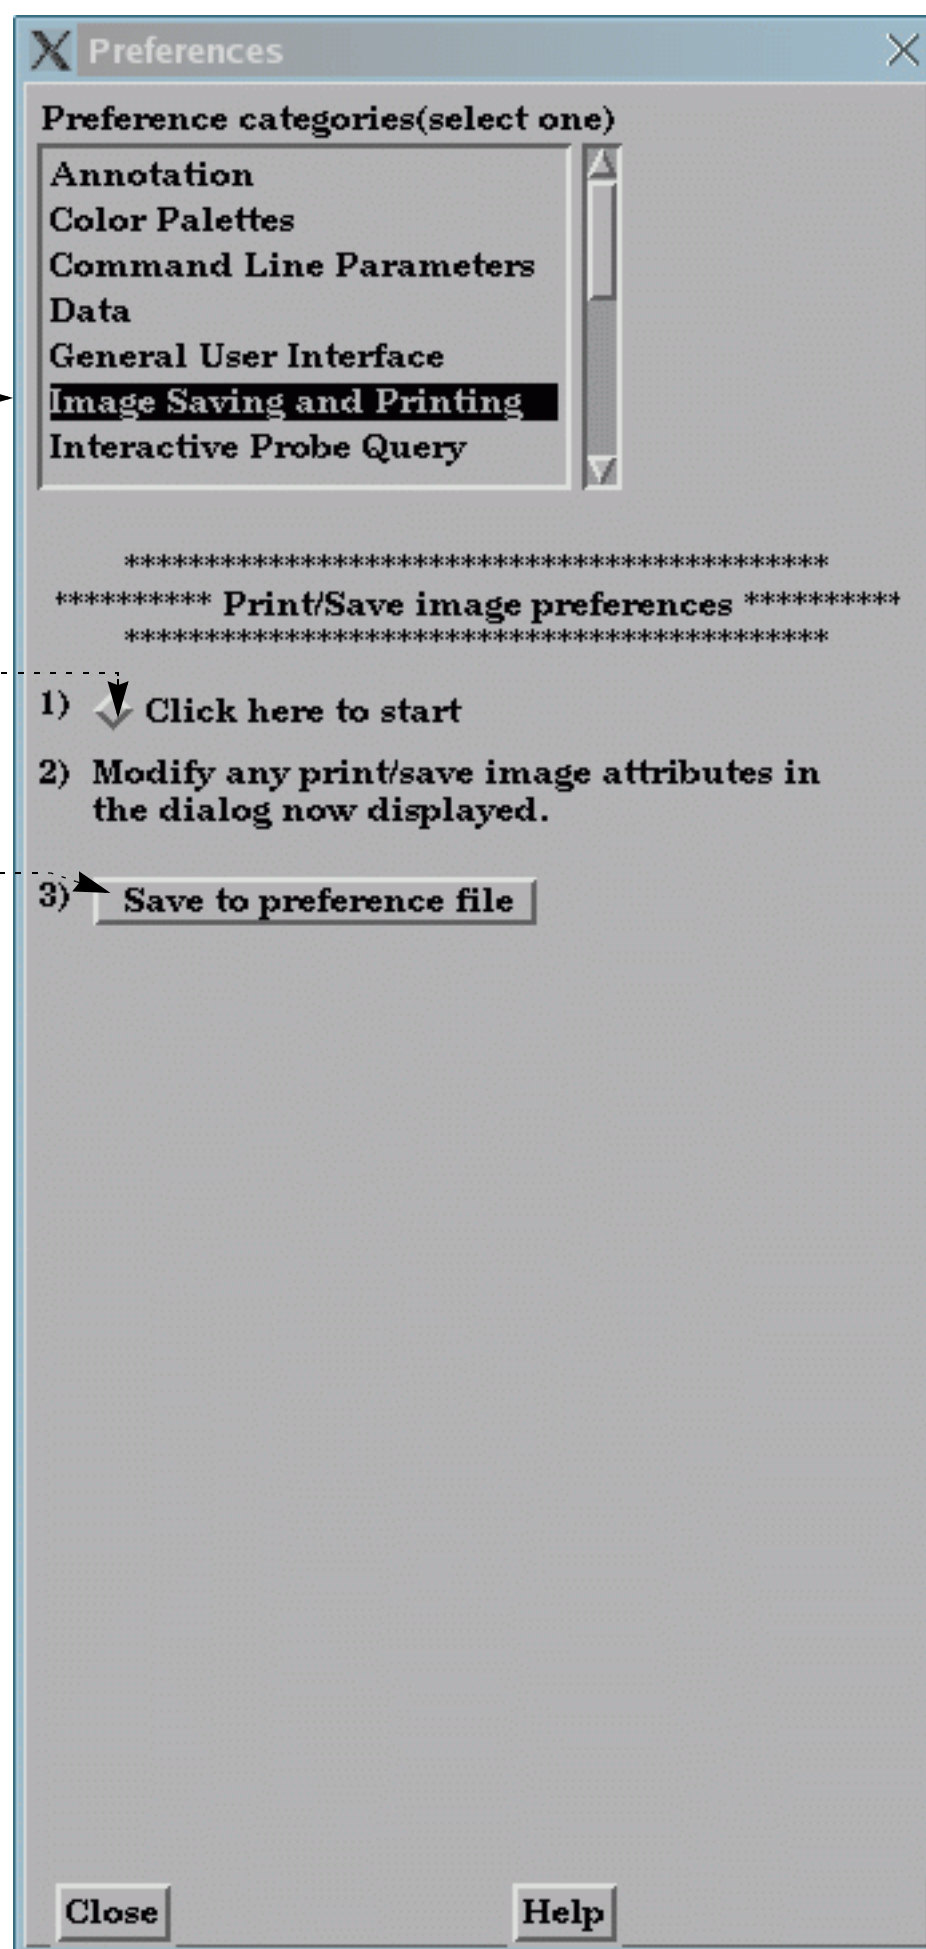 Preferences
Preference categories(select one)
Annotation
Color Palettes
Command Line Parameters
Data
General User Interface
Image Saving and Printing
Interactive Probe Query
********************************************
********** Print/Save image preferences **********
********************************************
1) Click here to start
2) Modify any print/save image attributes in
the dialog now displayed.
3) Save to preference file
Close Help